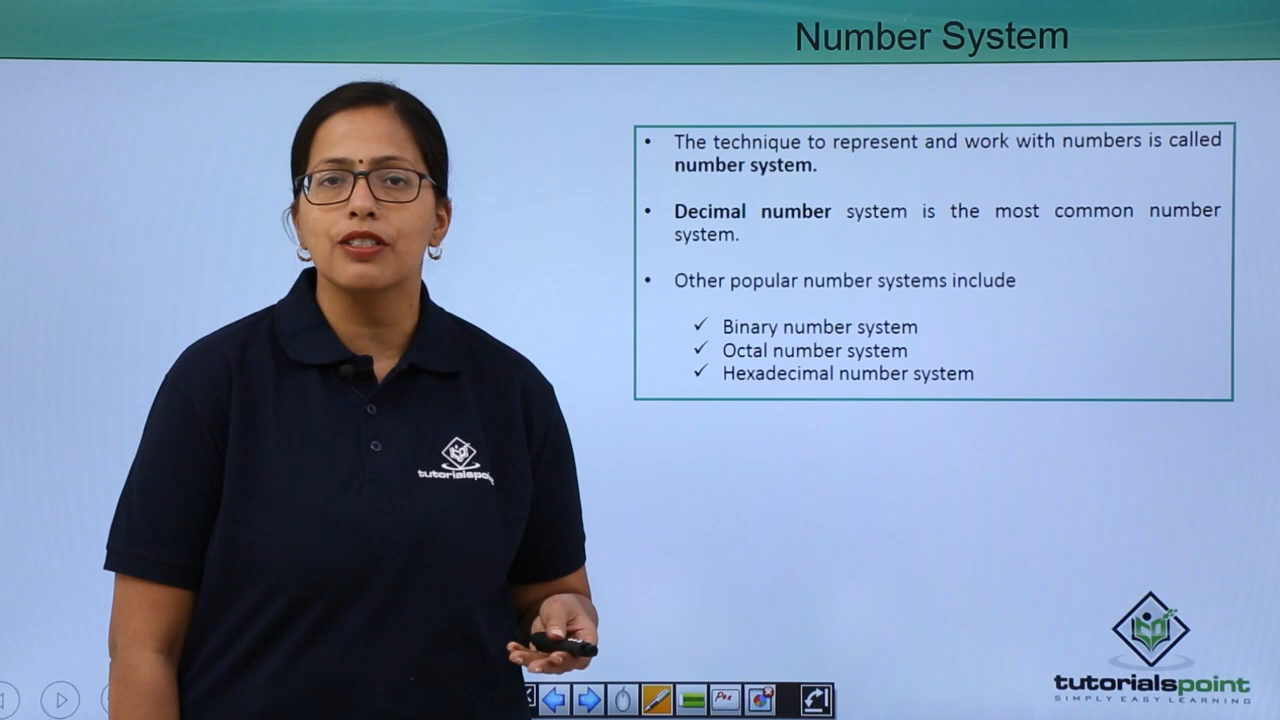 Number System
• The technique to represent and work with numbers is called
number system.
• Decimal number system is the most common number
system.
• Other popular number systems include
✓ Binary number system
✓ Octal number system
✓ Hexadecimal number system
tutorialspoint
Pen
tutorialspoint
SIMPLY EASY LEARNING